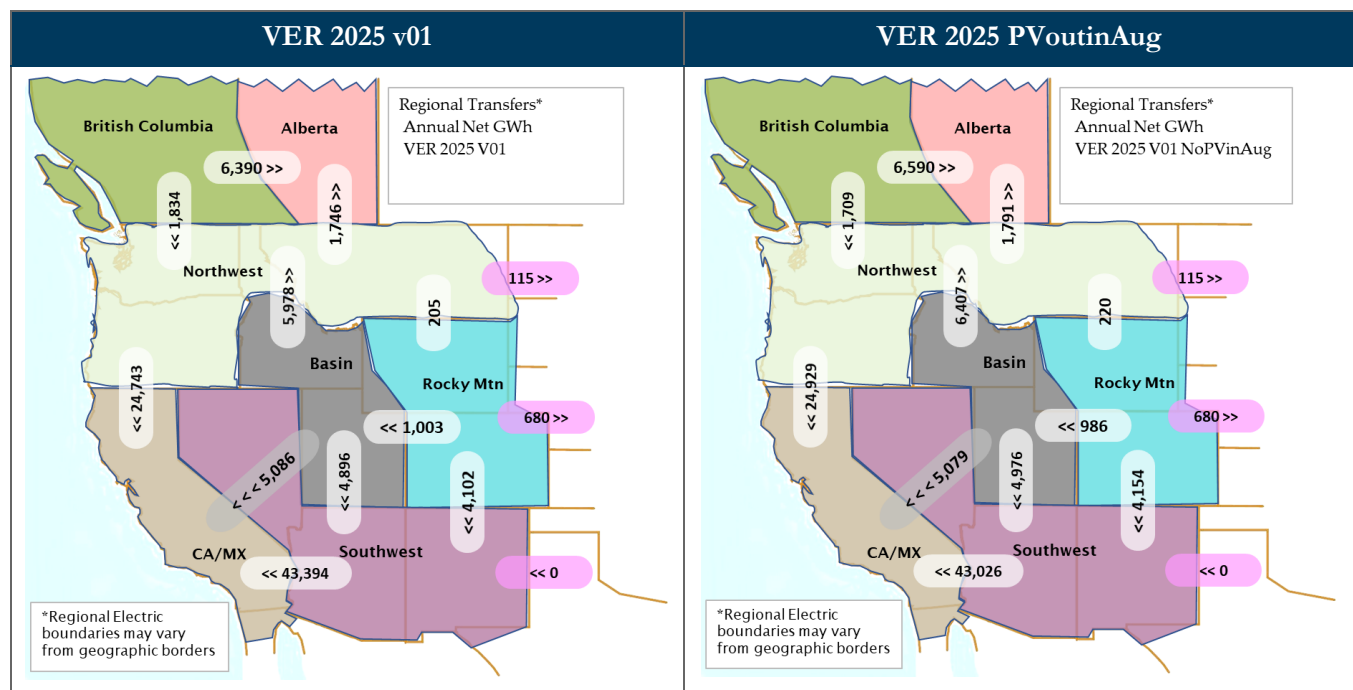 VER 2025 v01
British Columbia
Alberta
Regional Transfers*
Annual Net GWh
VER 2025 V01
6,390 >>
<< 1,834
1,746 >>
Northwest
5,978 >>
205
115 >>
Basin
Rocky Mtn
<< 24,743
680 >>
<< 1,003
< < < 5,086
<< 4,896
<< 4,102
CA/MX
Southwest
<< 43,394
<< 0
*Regional Electric
boundaries may vary
from geographic borders
VER 2025 PVoutinAug
British Columbia
Alberta
Regional Transfers*
Annual Net GWh
VER 2025 V01 NoPVinAug
6,590 >>
<< 1,709
1,791 >>
Northwest
6,407 >>
220
115 >>
Basin
Rocky Mtn
<< 24,929
680 >>
<< 986
< < < 5,079
<< 4,976
<< 4,154
CA/MX
Southwest
<< 43,026
<< 0
*Regional Electric
boundaries may vary
from geographic borders